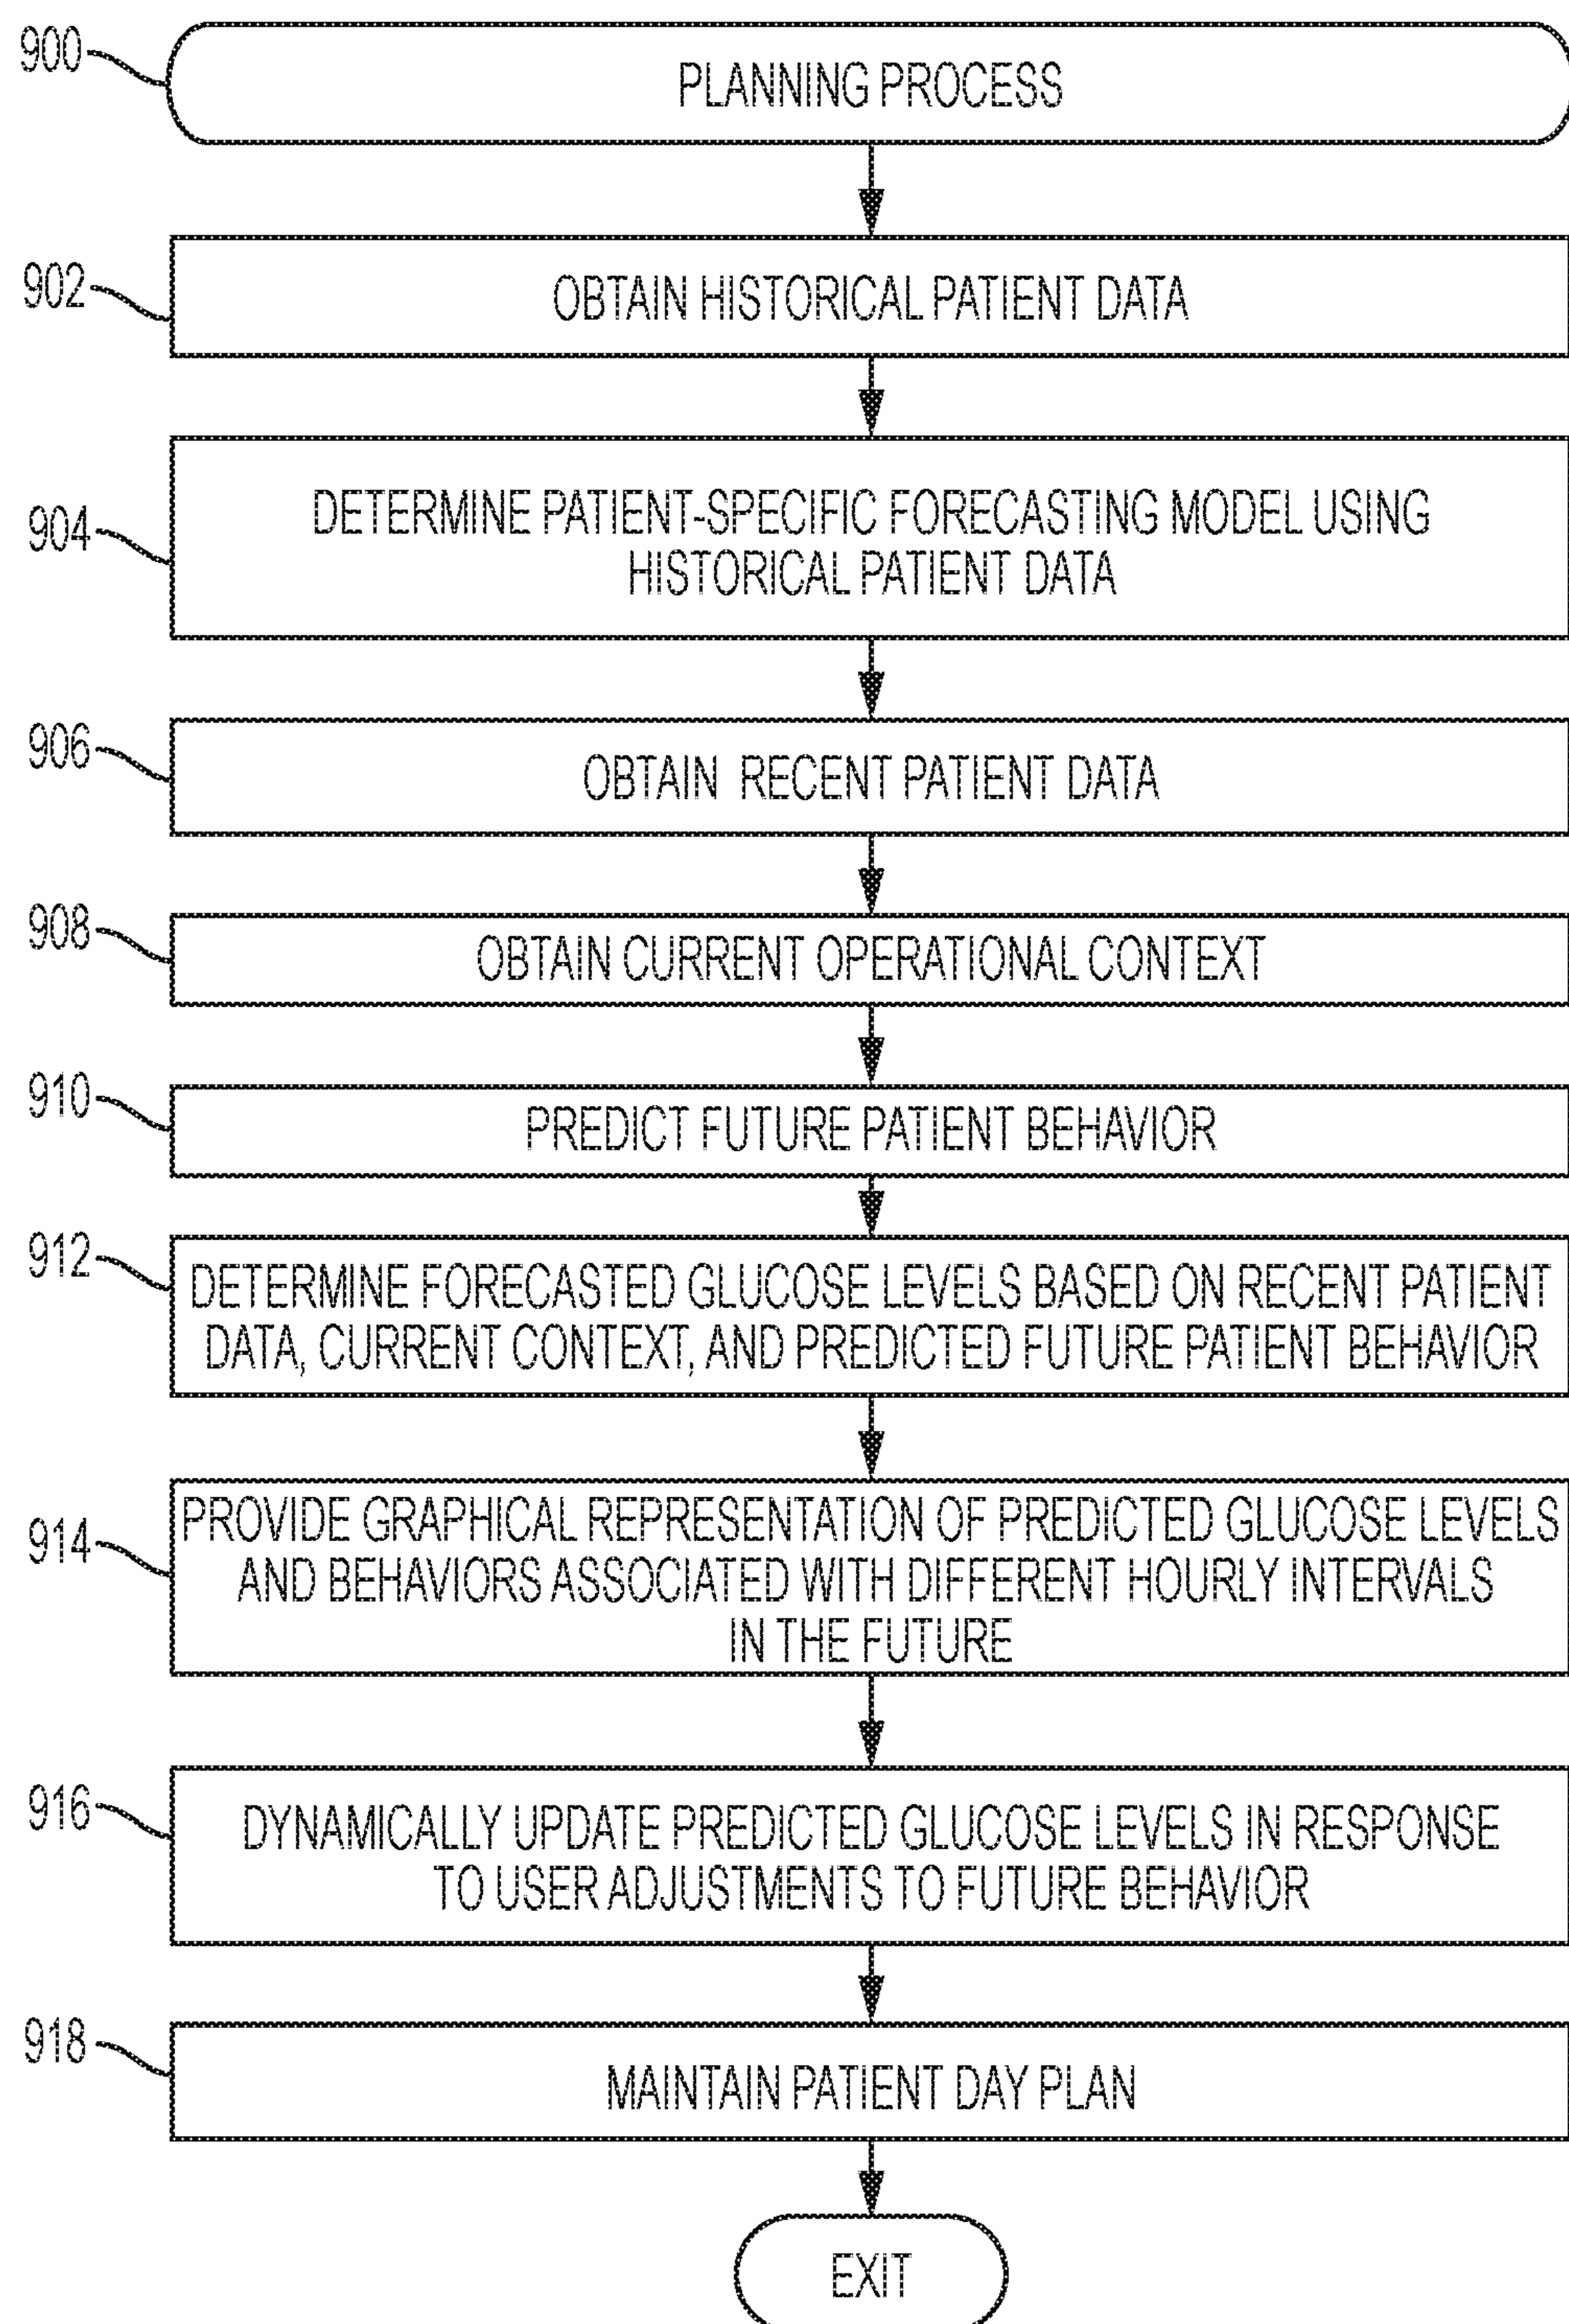 900
PLANNING PROCESS
902
OBTAIN HISTORICAL PATIENT DATA
904
DETERMINE PATIENT-SPECIFIC FORECASTING MODEL USING
HISTORICAL PATIENT DATA
906
OBTAIN RECENT PATIENT DATA
908
OBTAIN CURRENT OPERATIONAL CONTEXT
910
PREDICT FUTURE PATIENT BEHAVIOR
912
DETERMINE FORECASTED GLUCOSE LEVELS BASED ON RECENT PATIENT
DATA, CURRENT CONTEXT, AND PREDICTED FUTURE PATIENT BEHAVIOR
914
PROVIDE GRAPHICAL REPRESENTATION OF PREDICTED GLUCOSE LEVELS
AND BEHAVIORS ASSOCIATED WITH DIFFERENT HOURLY INTERVALS
IN THE FUTURE
916
DYNAMICALLY UPDATE PREDICTED GLUCOSE LEVELS IN RESPONSE
TO USER ADJUSTMENTS TO FUTURE BEHAVIOR
918
MAINTAIN PATIENT DAY PLAN
EXIT